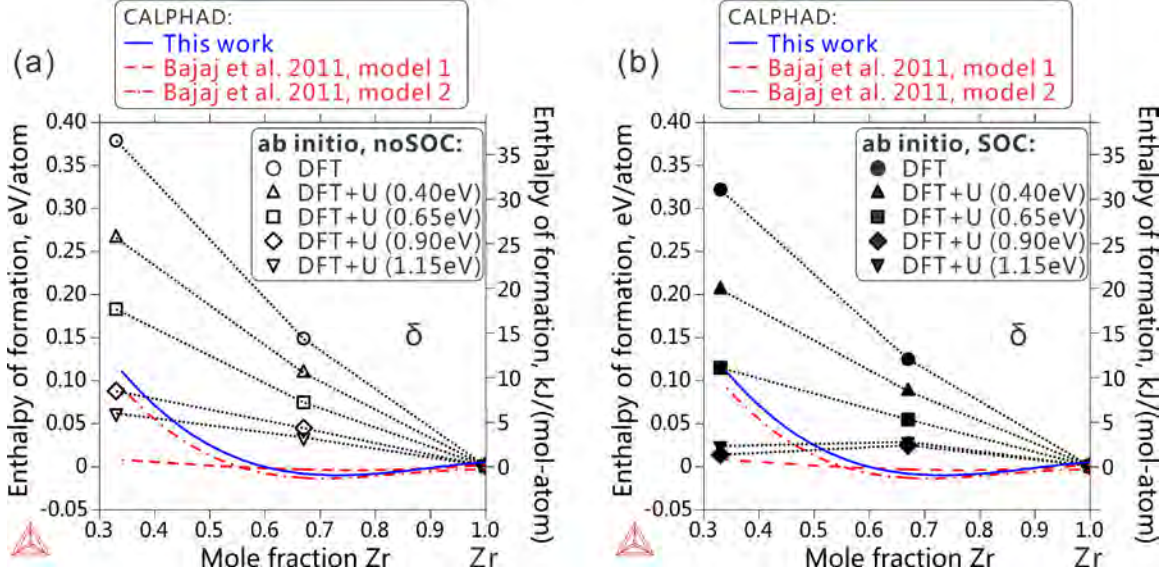 (a)
CALPHAD:
This work
Bajaj et al. 2011, model 1
Bajaj et al. 2011, model 2
ab initio, noSOC:
DFT
DFT+U (0.40eV)
DFT+U (0.65eV)
DFT+U (0.90eV)
DFT+U (1.15eV)
δ
Enthalpy of formation, eV/atom
0.40
0.35
0.30
0.25
0.20
0.15
0.10
0.05
0
-0.05
Enthalpy of formation, kJ/(mol-atom)
35
30
25
20
15
10
5
0
0.3 0.4 0.5 0.6 0.7 0.8 0.9 1.0
Mole fraction Zr
Zr
(b)
CALPHAD:
This work
Bajaj et al. 2011, model 1
Bajaj et al. 2011, model 2
ab initio, SOC:
DFT
DFT+U (0.40eV)
DFT+U (0.65eV)
DFT+U (0.90eV)
DFT+U (1.15eV)
δ
Enthalpy of formation, eV/atom
0.40
0.35
0.30
0.25
0.20
0.15
0.10
0.05
0
-0.05
Enthalpy of formation, kJ/(mol-atom)
35
30
25
20
15
10
5
0
0.3 0.4 0.5 0.6 0.7 0.8 0.9 1.0
Mole fraction Zr
Zr